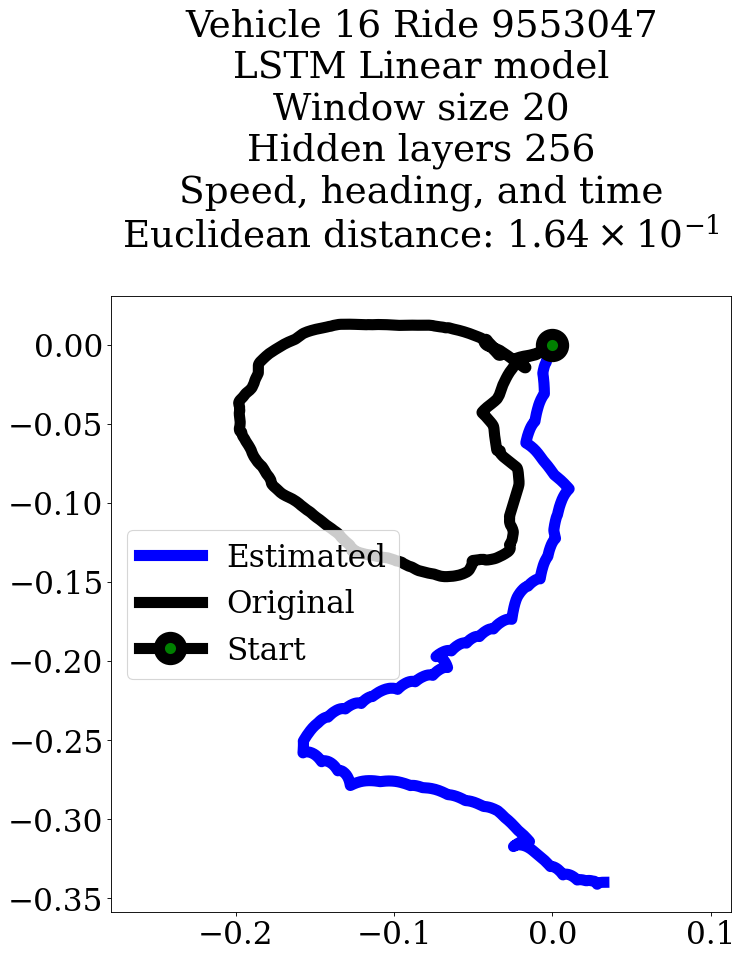 Vehicle 16 Ride 9553047
LSTM Linear model
Window size 20
Hidden layers 256
Speed, heading, and time
Euclidean distance: 1.64 × 10⁻¹
0.00
−0.05
−0.10
−0.15
−0.20
−0.25
−0.30
−0.35
Estimated
Original
Start
−0.2 −0.1 0.0 0.1